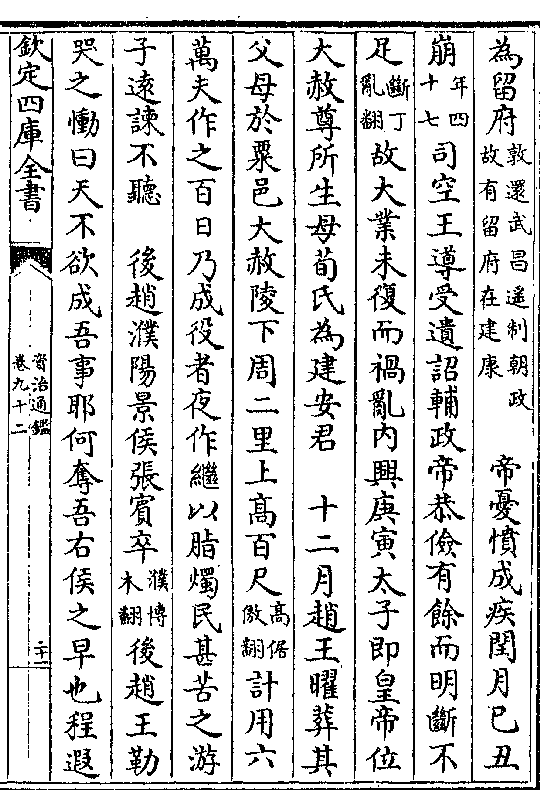 為留府敦還武昌遙制朝政故有留府在建康　帝憂憤成疾閏月己丑
崩年四十七司空王導受遺詔輔政帝恭儉有餘而明斷不
足斷丁亂翻故大業未復而禍亂內興庚寅太子即皇帝位
大赦尊所生母荀氏為建安君　十二月趙王曜葬其
父母於粟邑大赦陵下周二里上髙百尺髙倨傲翻計用六
萬夫作之百日乃成役者夜作繼以脂燭民甚苦之游
子遠諫不聽　後趙濮陽景侯張賓卒濮博木翻後趙王勒
哭之慟曰天不欲成吾事耶何奪吾右侯之早也程遐
欽定四庫全書
資治通鑑
卷九十二
二十一